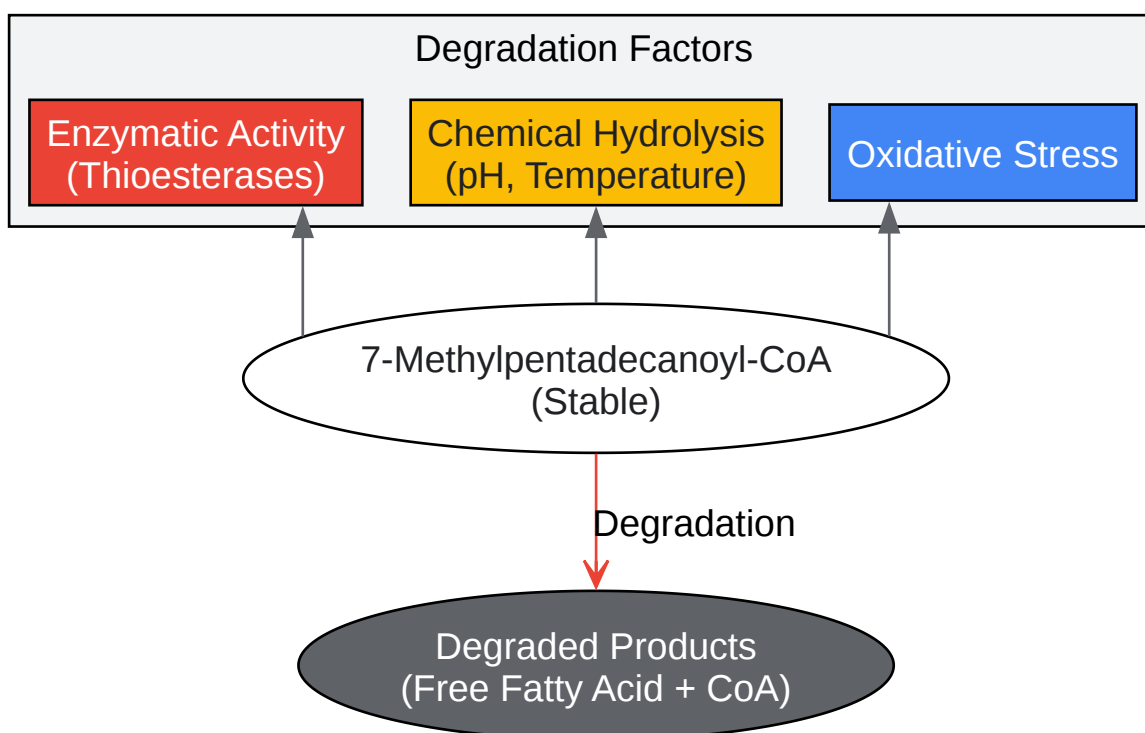 Degradation Factors
Enzymatic Activity
(Thioesterases)
Chemical Hydrolysis
(pH, Temperature)
Oxidative Stress
7-Methylpentadecanoyl-CoA
(Stable)
Degradation
Degraded Products
(Free Fatty Acid + CoA)